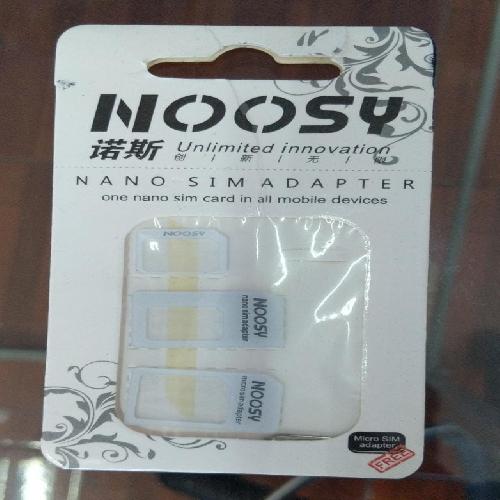 NOOSY
诺斯 Unlimited innovation
创 | 新 | 无 | 限
NANO SIM ADAPTER
one nano sim card in all mobile devices
NOOSY
NOOSY
nano sim adapter
NOOSY
micro sim adapter
Micro SIM
adapter
FREE